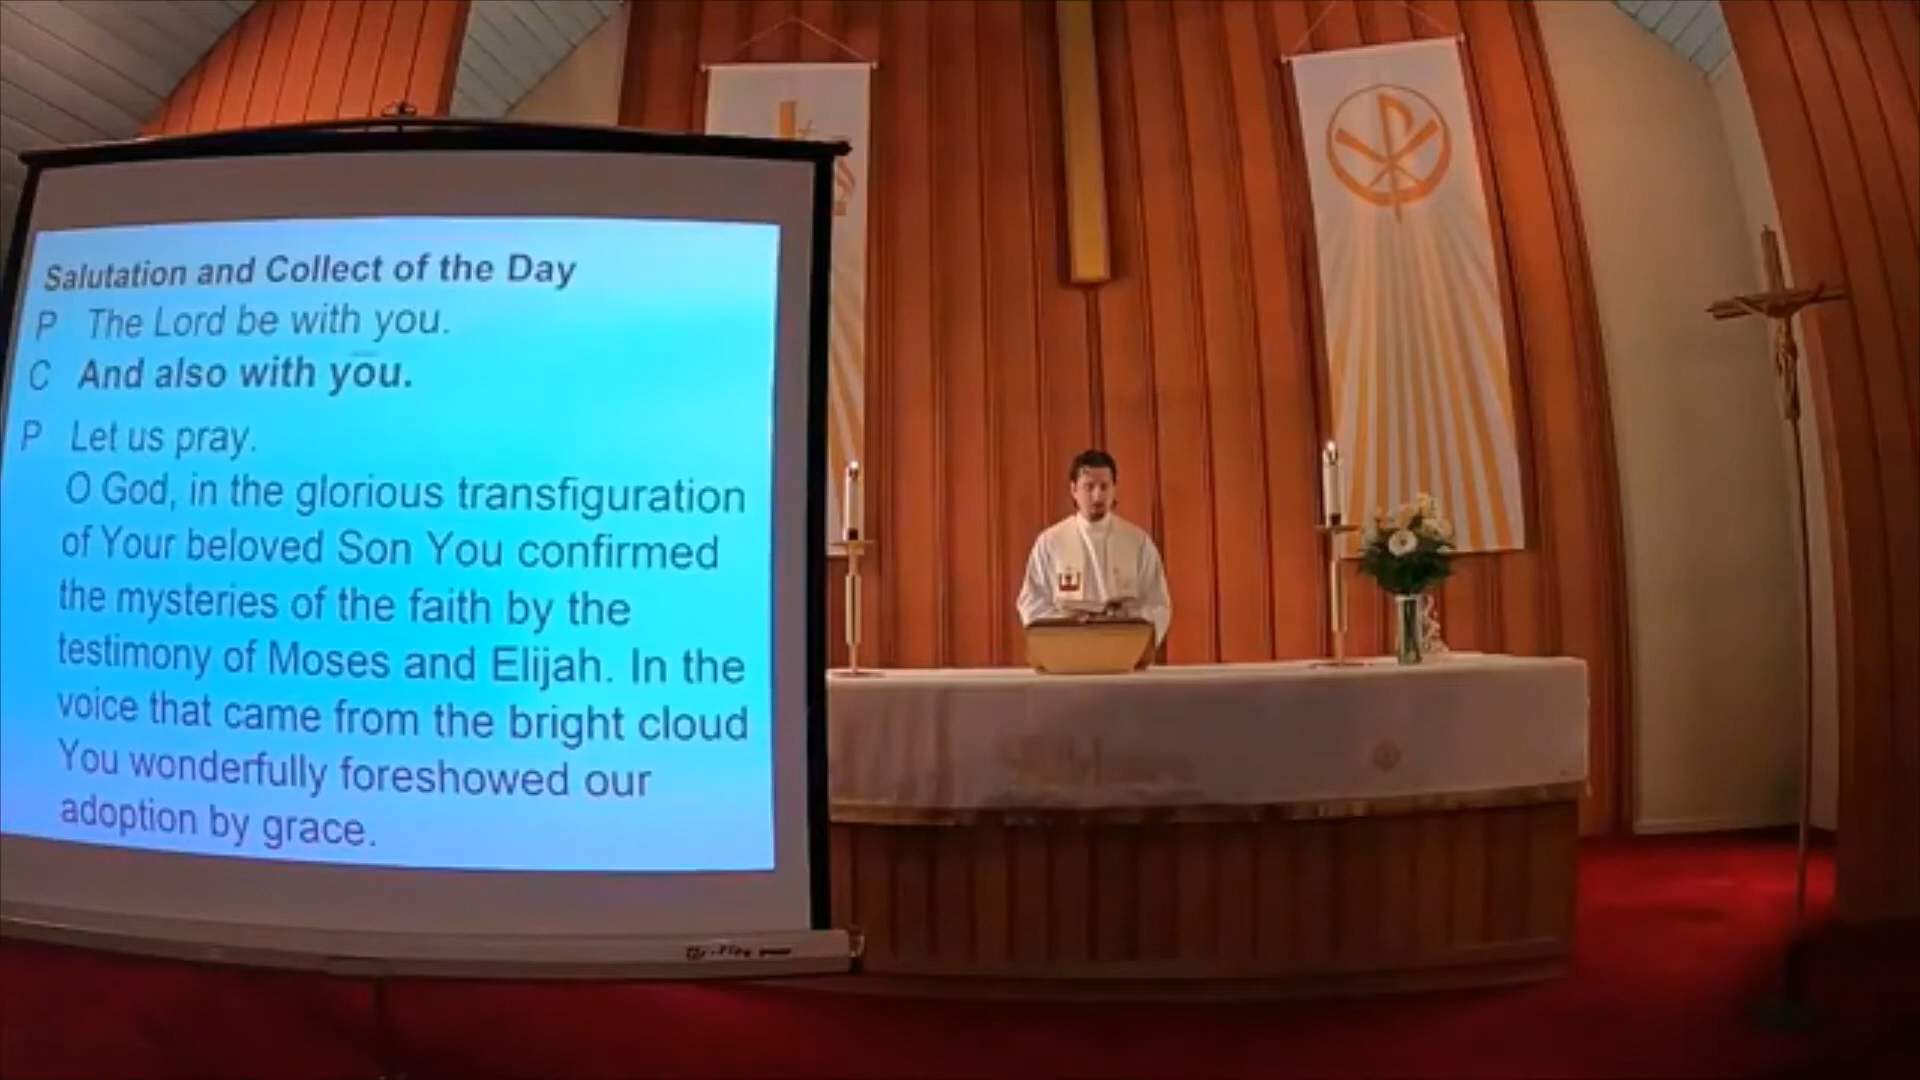 Salutation and Collect of the Day
P The Lord be with you.
C And also with you.
P Let us pray.
O God, in the glorious transfiguration
of Your beloved Son You confirmed
the mysteries of the faith by the
testimony of Moses and Elijah. In the
voice that came from the bright cloud
You wonderfully foreshowed our
adoption by grace.